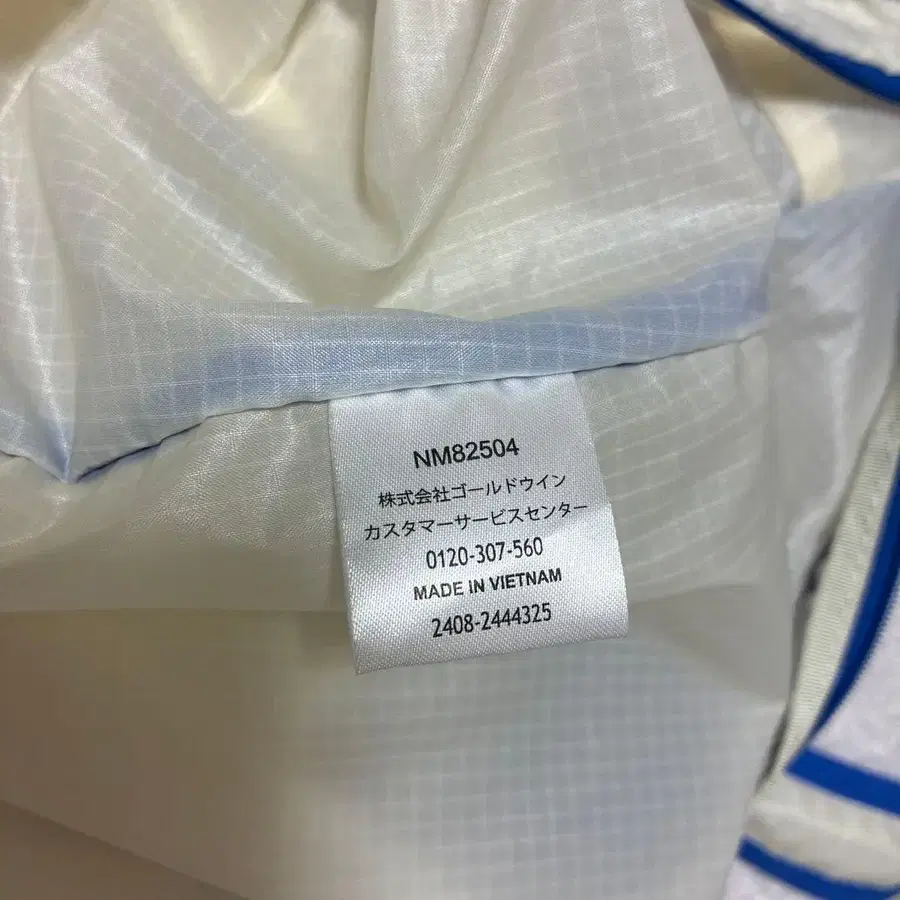 NM82504
株式会社ゴールドウイン
カスタマーサービスセンター
0120-307-560
MADE IN VIETNAM
2408-2444325